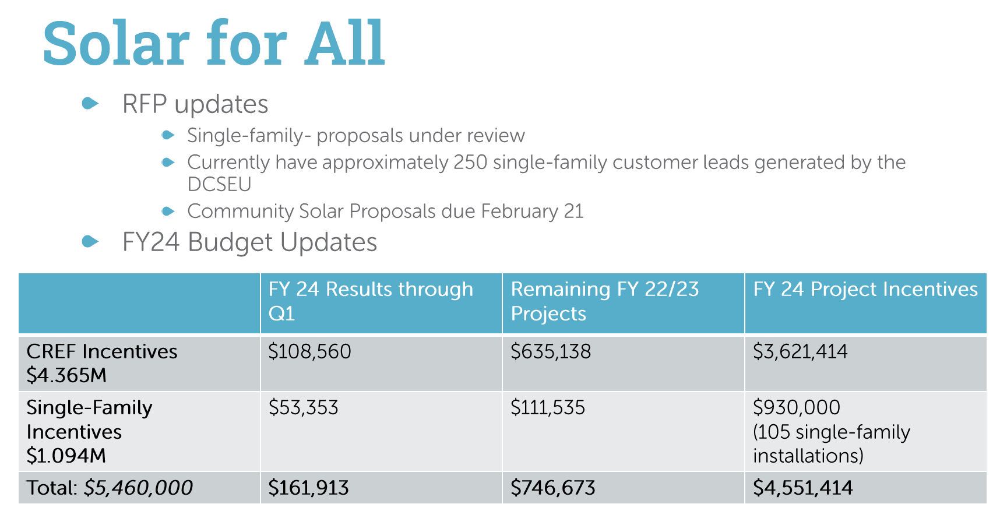 Solar for All
RFP updates
Single-family- proposals under review
Currently have approximately 250 single-family customer leads generated by the
DCSEU
Community Solar Proposals due February 21
FY24 Budget Updates
FY 24 Results through
Q1
Remaining FY 22/23
Projects
FY 24 Project Incentives
CREF Incentives
$4.365M
$108,560
$635,138
$3,621,414
Single-Family
Incentives
$1.094M
$53,353
$111,535
$930,000
(105 single-family
installations)
Total: $5,460,000
$161,913
$746,673
$4,551,414